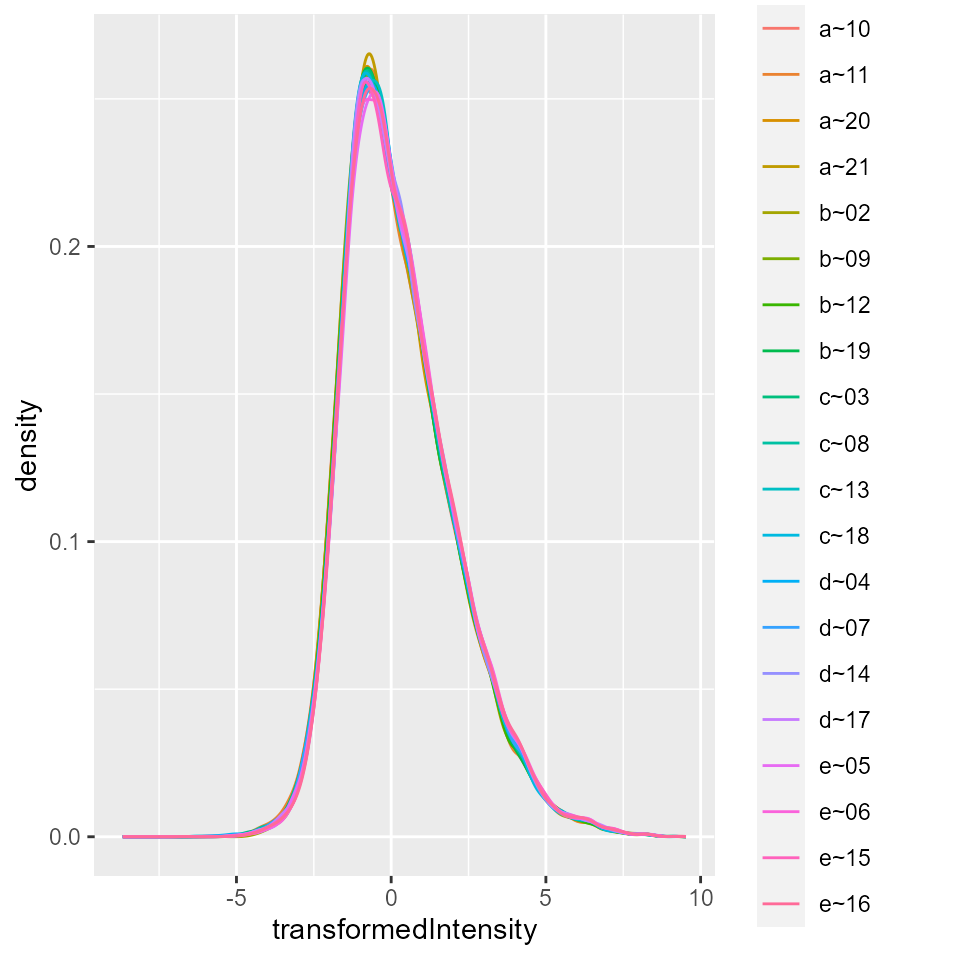 density
0.2
0.1
0.0
-5
0
5
10
transformedIntensity
a~10
a~11
a~20
a~21
b~02
b~09
b~12
b~19
c~03
c~08
c~13
c~18
d~04
d~07
d~14
d~17
e~05
e~06
e~15
e~16